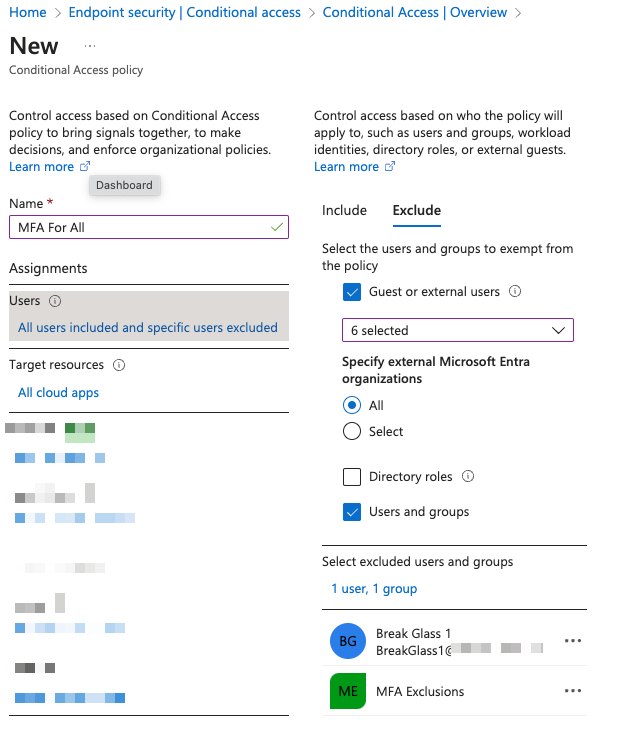 Home > Endpoint security | Conditional access > Conditional Access | Overview >
New ...
Conditional Access policy
Control access based on Conditional Access
policy to bring signals together, to make
decisions, and enforce organizational policies.
Learn more
Dashboard
Name *
MFA For All
Assignments
Users
All users included and specific users excluded
Target resources
All cloud apps
Control access based on who the policy will
apply to, such as users and groups, workload
identities, directory roles, or external guests.
Learn more
Include Exclude
Select the users and groups to exempt from
the policy
Guest or external users
6 selected
Specify external Microsoft Entra
organizations
All
Select
Directory roles
Users and groups
Select excluded users and groups
1 user, 1 group
BG
Break Glass 1
BreakGlass1@
ME
MFA Exclusions